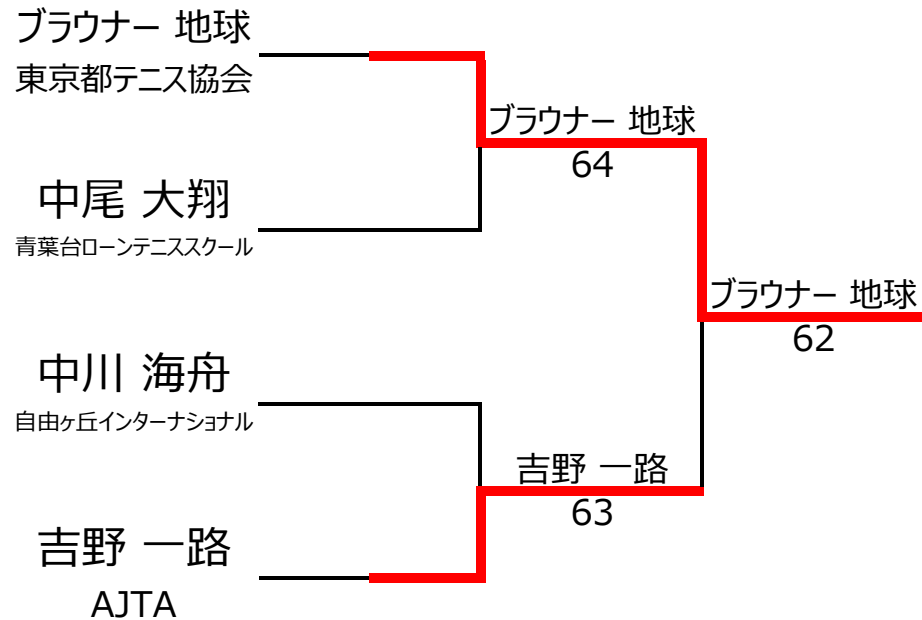 ブラウナー 地球
東京都テニス協会
ブラウナー 地球
64
中尾 大翔
青葉台ローンテニススクール
ブラウナー 地球
62
中川 海舟
自由ヶ丘インターナショナル
吉野 一路
63
吉野 一路
AJTA